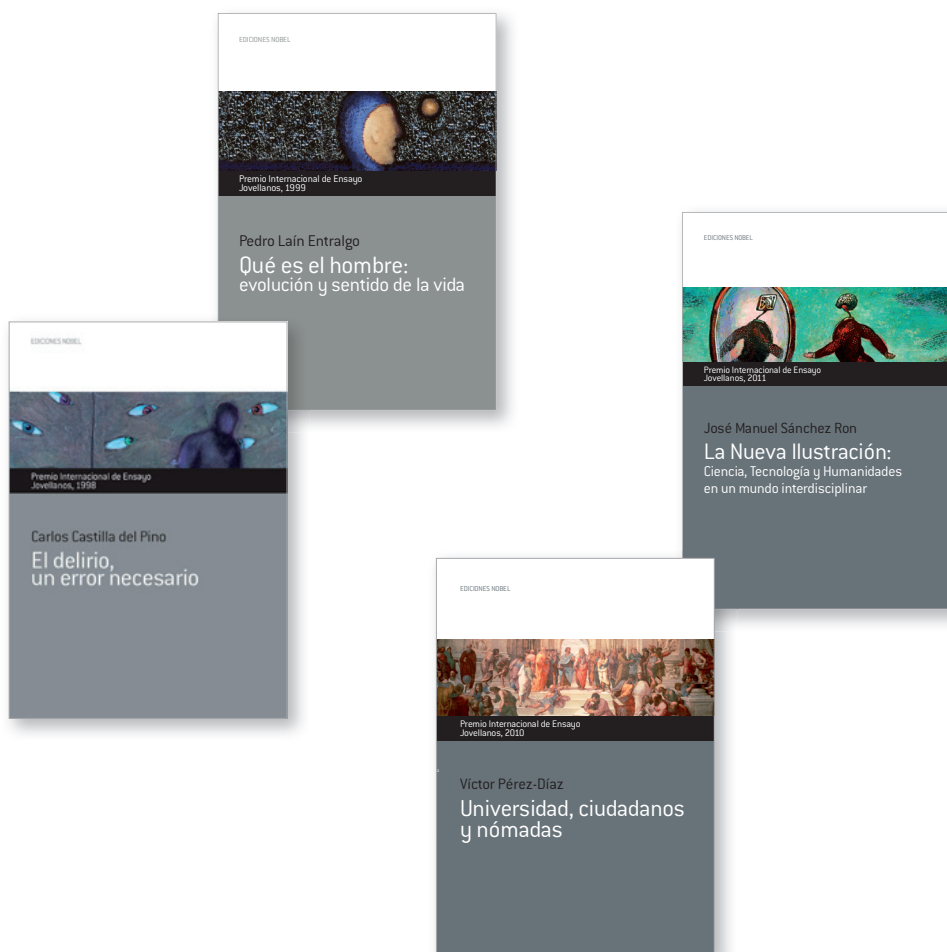 EDICIONES NOBEL
Premio Internacional de Ensayo
Jovellanos, 1999
Pedro Laín Entralgo
Qué es el hombre:
evolución y sentido de la vida
EDICIONES NOBEL
Premio Internacional de Ensayo
Jovellanos, 2011
José Manuel Sánchez Ron
La Nueva Ilustración:
Ciencia, Tecnología y Humanidades
en un mundo interdisciplinar
EDICIONES NOBEL
Premio Internacional de Ensayo
Jovellanos, 1998
Carlos Castilla del Pino
El delirio,
un error necesario
EDICIONES NOBEL
Premio Internacional de Ensayo
Jovellanos, 2010
Víctor Pérez-Díaz
Universidad, ciudadanos
y nómadas